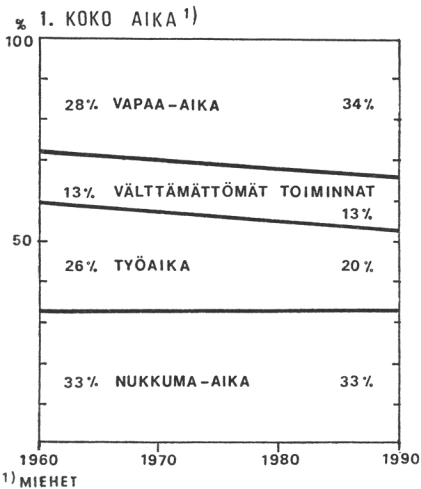 % 1. KOKO AIKA ¹)
100
28% VAPAA-AIKA 34%
13% VÄLTTÄMÄTTÖMÄT TOIMINNAT
13%
50
26% TYÖAIKA 20%
33% NUKKUMA-AIKA 33%
1960 1970 1980 1990
¹) MIEHET